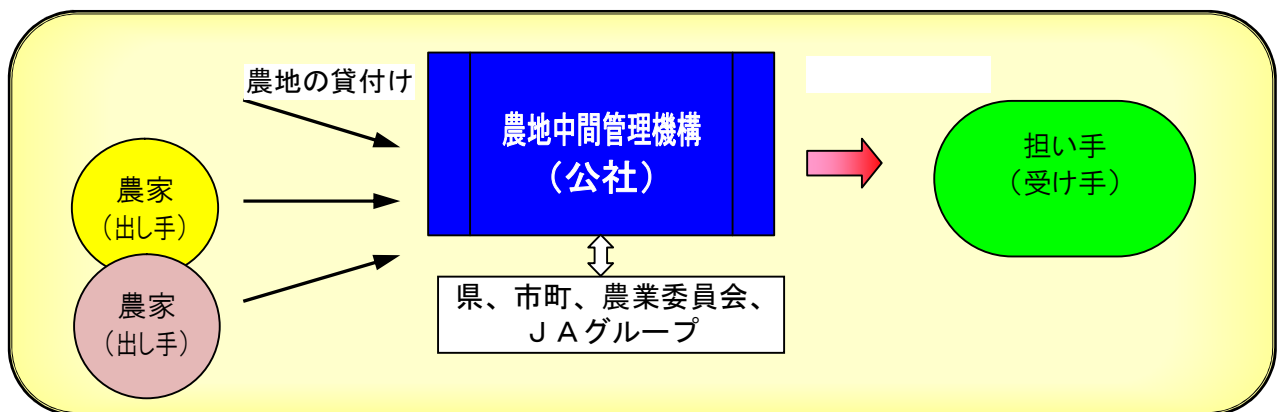 農地の貸付け
農地中間管理機構
（公社）
担い手
（受け手）
農家
（出し手）
農家
（出し手）
県、市町、農業委員会、
ＪＡグループ